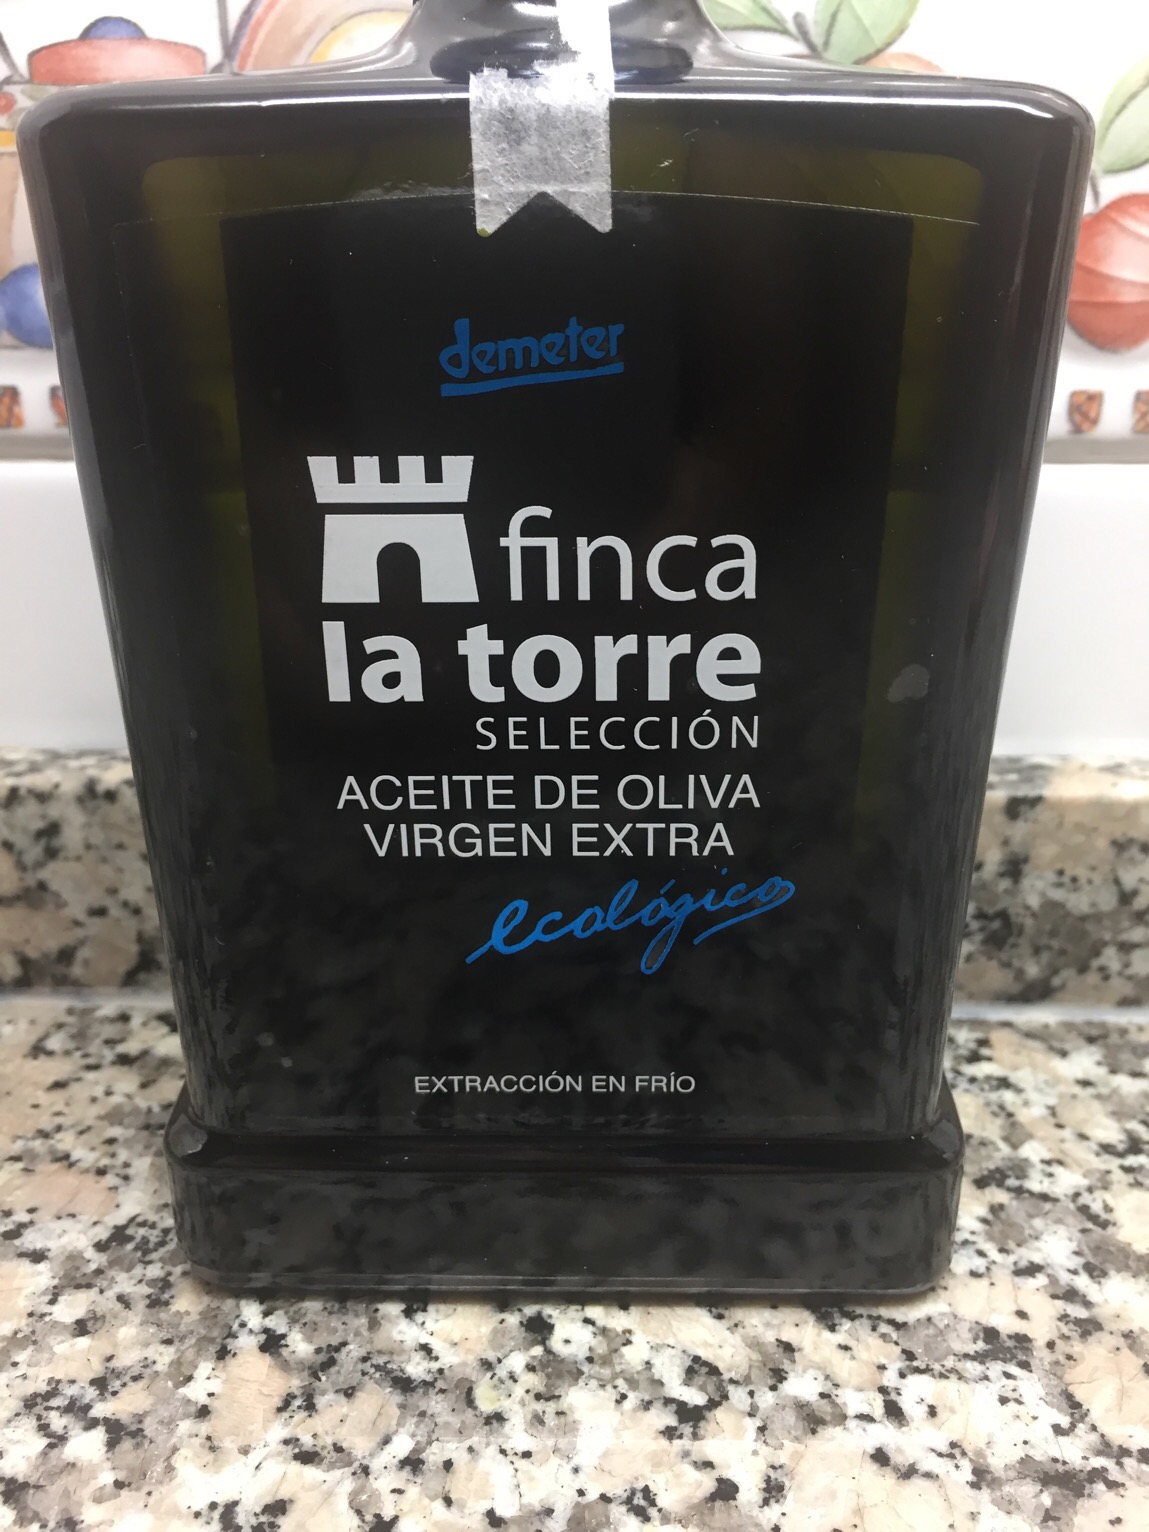 demeter
finca
la torre
SELECCIÓN
ACEITE DE OLIVA
VIRGEN EXTRA
ecológico
EXTRACCIÓN EN FRÍO